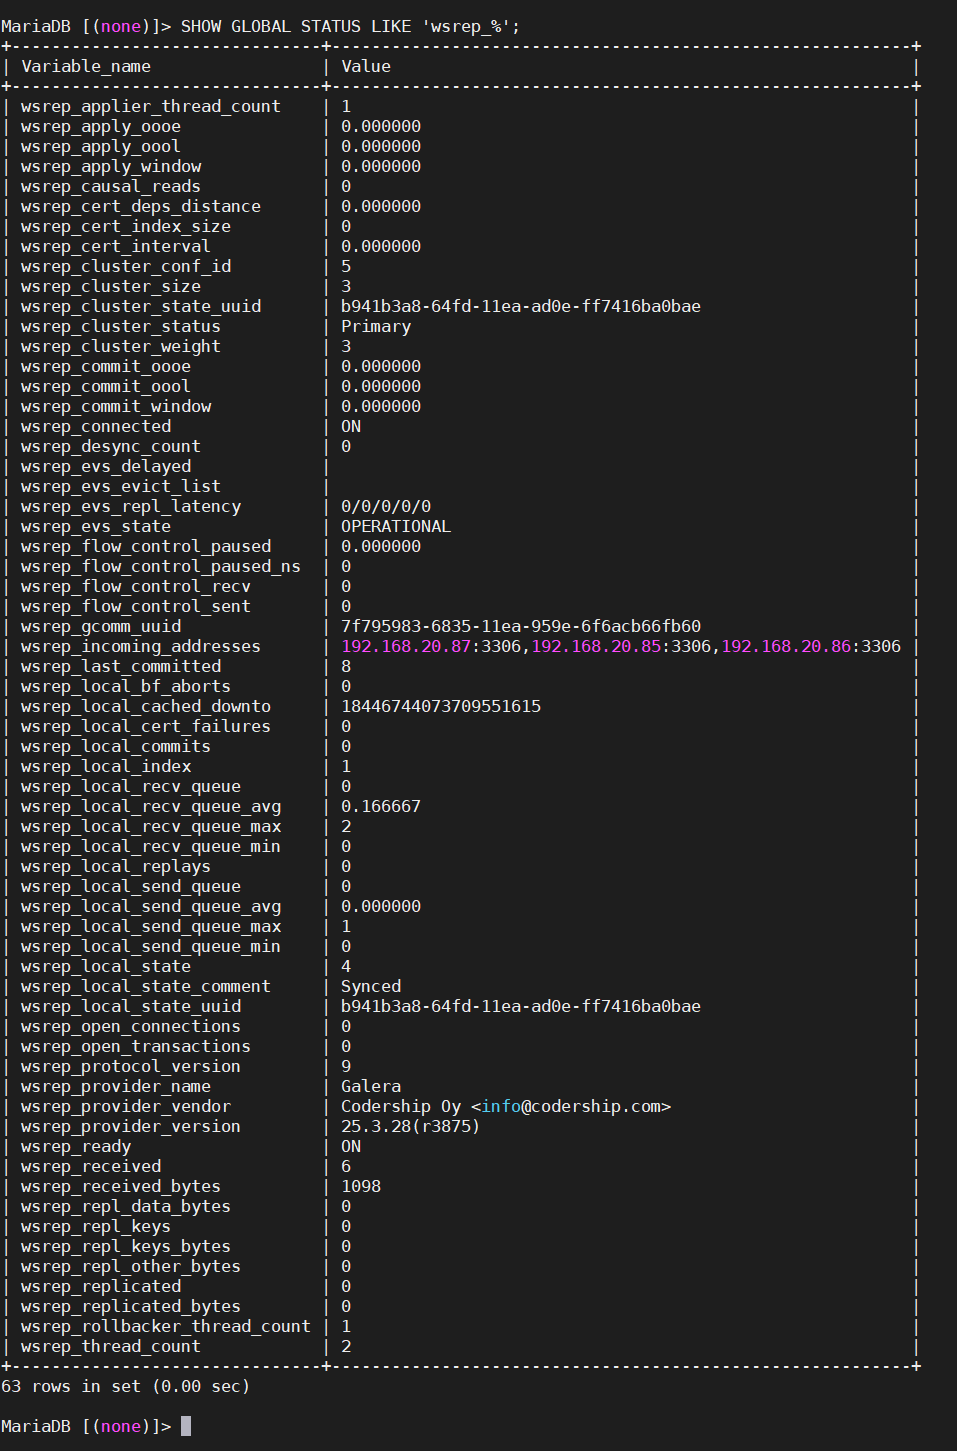 MariaDB [(none)]> SHOW GLOBAL STATUS LIKE 'wsrep_%';
+-------------------------------+----------------------------------------------------------+
| Variable_name                 | Value                                                    |
+-------------------------------+----------------------------------------------------------+
| wsrep_applier_thread_count    | 1                                                        |
| wsrep_apply_oooe              | 0.000000                                                 |
| wsrep_apply_oool              | 0.000000                                                 |
| wsrep_apply_window            | 0.000000                                                 |
| wsrep_causal_reads            | 0                                                        |
| wsrep_cert_deps_distance      | 0.000000                                                 |
| wsrep_cert_index_size         | 0                                                        |
| wsrep_cert_interval           | 0.000000                                                 |
| wsrep_cluster_conf_id         | 5                                                        |
| wsrep_cluster_size            | 3                                                        |
| wsrep_cluster_state_uuid      | b941b3a8-64fd-11ea-ad0e-ff7416ba0bae                     |
| wsrep_cluster_status          | Primary                                                  |
| wsrep_cluster_weight          | 3                                                        |
| wsrep_commit_oooe             | 0.000000                                                 |
| wsrep_commit_oool             | 0.000000                                                 |
| wsrep_commit_window           | 0.000000                                                 |
| wsrep_connected               | ON                                                       |
| wsrep_desync_count            | 0                                                        |
| wsrep_evs_delayed             |                                                          |
| wsrep_evs_evict_list          |                                                          |
| wsrep_evs_repl_latency        | 0/0/0/0/0                                                |
| wsrep_evs_state               | OPERATIONAL                                              |
| wsrep_flow_control_paused     | 0.000000                                                 |
| wsrep_flow_control_paused_ns  | 0                                                        |
| wsrep_flow_control_recv       | 0                                                        |
| wsrep_flow_control_sent       | 0                                                        |
| wsrep_gcomm_uuid              | 7f795983-6835-11ea-959e-6f6acb66fb60                     |
| wsrep_incoming_addresses      | 192.168.20.87:3306,192.168.20.85:3306,192.168.20.86:3306 |
| wsrep_last_committed          | 8                                                        |
| wsrep_local_bf_aborts         | 0                                                        |
| wsrep_local_cached_downto     | 18446744073709551615                                     |
| wsrep_local_cert_failures     | 0                                                        |
| wsrep_local_commits           | 0                                                        |
| wsrep_local_index             | 1                                                        |
| wsrep_local_recv_queue        | 0                                                        |
| wsrep_local_recv_queue_avg    | 0.166667                                                 |
| wsrep_local_recv_queue_max    | 2                                                        |
| wsrep_local_recv_queue_min    | 0                                                        |
| wsrep_local_replays           | 0                                                        |
| wsrep_local_send_queue        | 0                                                        |
| wsrep_local_send_queue_avg    | 0.000000                                                 |
| wsrep_local_send_queue_max    | 1                                                        |
| wsrep_local_send_queue_min    | 0                                                        |
| wsrep_local_state             | 4                                                        |
| wsrep_local_state_comment     | Synced                                                   |
| wsrep_local_state_uuid        | b941b3a8-64fd-11ea-ad0e-ff7416ba0bae                     |
| wsrep_open_connections        | 0                                                        |
| wsrep_open_transactions       | 0                                                        |
| wsrep_protocol_version        | 9                                                        |
| wsrep_provider_name           | Galera                                                   |
| wsrep_provider_vendor         | Codership Oy <info@codership.com>                        |
| wsrep_provider_version        | 25.3.28(r3875)                                           |
| wsrep_ready                   | ON                                                       |
| wsrep_received                | 6                                                        |
| wsrep_received_bytes          | 1098                                                     |
| wsrep_repl_data_bytes         | 0                                                        |
| wsrep_repl_keys               | 0                                                        |
| wsrep_repl_keys_bytes         | 0                                                        |
| wsrep_repl_other_bytes        | 0                                                        |
| wsrep_replicated              | 0                                                        |
| wsrep_replicated_bytes        | 0                                                        |
| wsrep_rollbacker_thread_count | 1                                                        |
| wsrep_thread_count            | 2                                                        |
+-------------------------------+----------------------------------------------------------+
63 rows in set (0.00 sec)
MariaDB [(none)]>